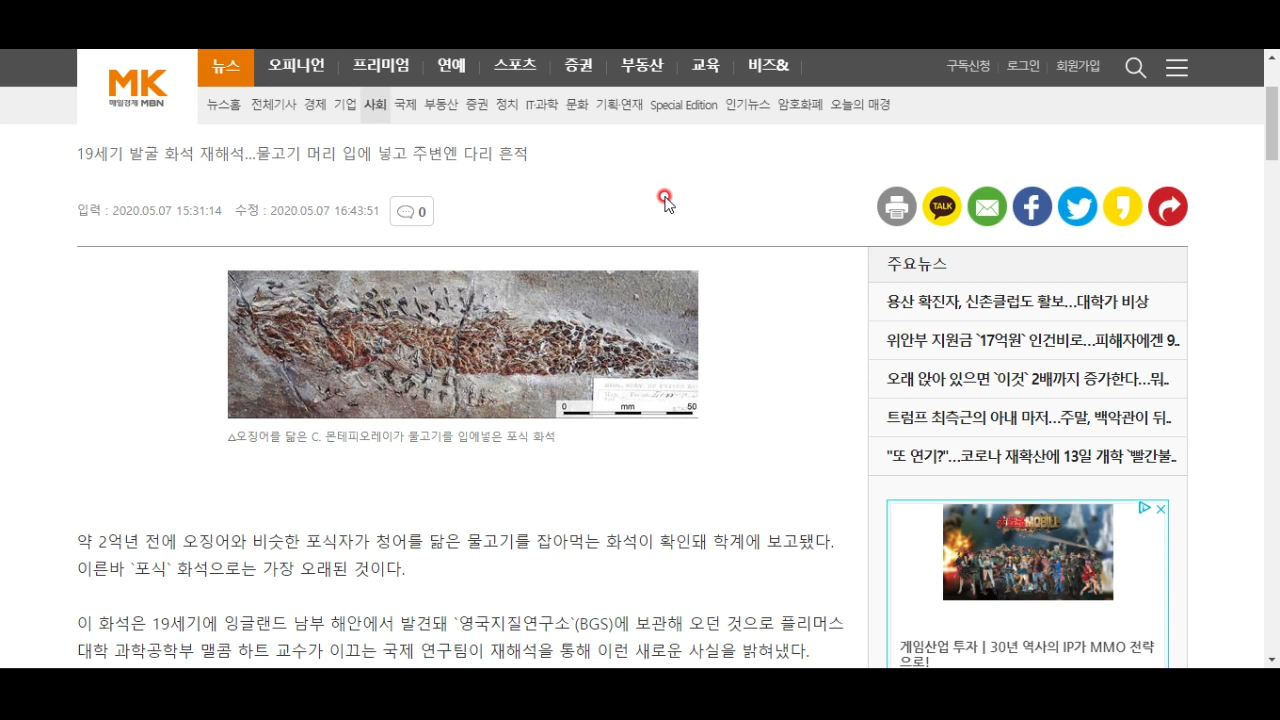 MK
매일경제 MBN
뉴스 오피니언 프리미엄 연예 스포츠 증권 부동산 교육 비즈&
구독신청 로그인 회원가입
뉴스홈 전체기사 경제 기업 사회 국제 부동산 증권 정치 IT·과학 문화 기획·연재 Special Edition 인기뉴스 암호화폐 오늘의 매경
19세기 발굴 화석 재해석...물고기 머리 입에 넣고 주변엔 다리 흔적
입력 : 2020.05.07 15:31:14 수정 : 2020.05.07 16:43:51 0
TALK
0 mm 50
△오징어를 닮은 C. 몬테피오레이가 물고기를 입에넣은 포식 화석
약 2억년 전에 오징어와 비슷한 포식자가 청어를 닮은 물고기를 잡아먹는 화석이 확인돼 학계에 보고됐다.
이른바 `포식` 화석으로는 가장 오래된 것이다.
이 화석은 19세기에 잉글랜드 남부 해안에서 발견돼 `영국지질연구소`(BGS)에 보관해 오던 것으로 플리머스
대학 과학공학부 맬콤 하트 교수가 이끄는 국제 연구팀이 재해석을 통해 이런 새로운 사실을 밝혀냈다.
주요뉴스
용산 확진자, 신촌클럽도 활보...대학가 비상
위안부 지원금 `17억원` 인건비로...피해자에겐 9..
오래 앉아 있으면 `이것` 2배까지 증가한다...뭐..
트럼프 최측근의 아내 마저...주말, 백악관이 뒤..
"또 연기?"...코로나 재확산에 13일 개학 `빨간불..
MOBILE
게임산업 투자 | 30년 역사의 IP가 MMO 전략
으로!